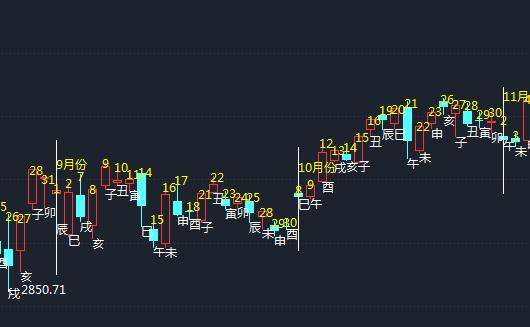 5
酉
26
戌
2850.71
27
亥
28
子
31
卯
9月份
辰
2
巳
7
戌
8
亥
9
子
10
丑
11
寅
14
巳
15
午
16
未
17
申
18
酉
21
子
22
丑
23
寅
24
卯
25
辰
28
未
29
申
30
酉
10月份
8
巳
9
午
12
酉
13
戌
14
亥
15
子
16
丑
19
辰
20
巳
21
午
22
未
23
申
26
亥
27
子
28
丑
29
寅
30
卯
11月
2
午
3
未